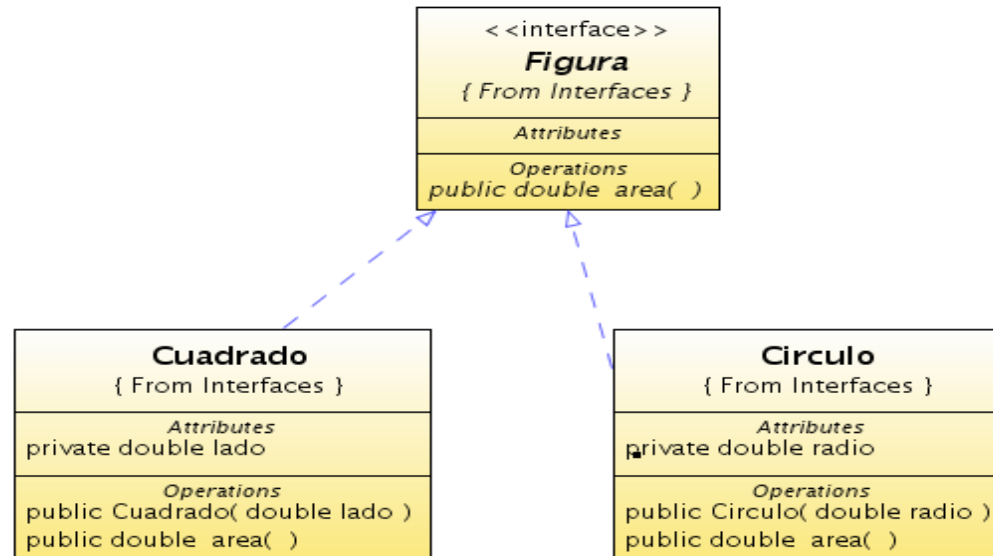 <<interface>>
Figura
{ From Interfaces }
Attributes
Operations
public double area( )
Cuadrado
{ From Interfaces }
Attributes
private double lado
Operations
public Cuadrado( double lado )
public double area( )
Circulo
{ From Interfaces }
Attributes
private double radio
Operations
public Circulo( double radio )
public double area( )